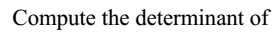 Compute the determinant of